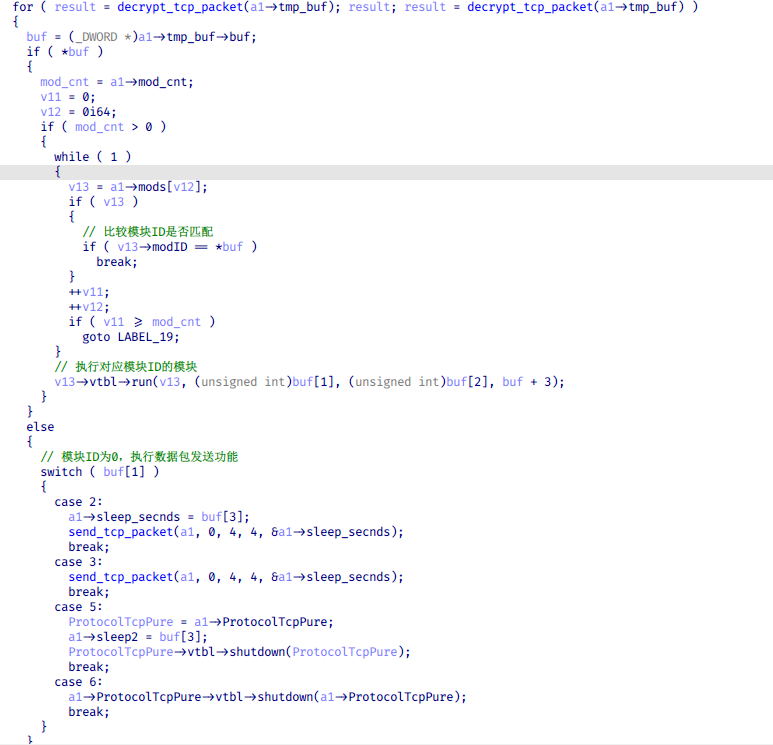 for ( result = decrypt_tcp_packet(a1→tmp_buf); result; result = decrypt_tcp_packet(a1→tmp_buf) )
{
  buf = (_DWORD *)a1→tmp_buf→buf;
  if ( *buf )
  {
    mod_cnt = a1→mod_cnt;
    v11 = 0;
    v12 = 0i64;
    if ( mod_cnt > 0 )
    {
      while ( 1 )
      {
        v13 = a1→mods[v12];
        if ( v13 )
        {
          // 比较模块ID是否匹配
          if ( v13→modID == *buf )
            break;
        }
        ++v11;
        ++v12;
        if ( v11 ≥ mod_cnt )
          goto LABEL_19;
      }
      // 执行对应模块ID的模块
      v13→vtbl→run(v13, (unsigned int)buf[1], (unsigned int)buf[2], buf + 3);
    }
  }
  else
  {
    // 模块ID为0，执行数据包发送功能
    switch ( buf[1] )
    {
      case 2:
        a1→sleep_secnds = buf[3];
        send_tcp_packet(a1, 0, 4, 4, &a1→sleep_secnds);
        break;
      case 3:
        send_tcp_packet(a1, 0, 4, 4, &a1→sleep_secnds);
        break;
      case 5:
        ProtocolTcpPure = a1→ProtocolTcpPure;
        a1→sleep2 = buf[3];
        ProtocolTcpPure→vtbl→shutdown(ProtocolTcpPure);
        break;
      case 6:
        a1→ProtocolTcpPure→vtbl→shutdown(a1→ProtocolTcpPure);
        break;
    }
  }